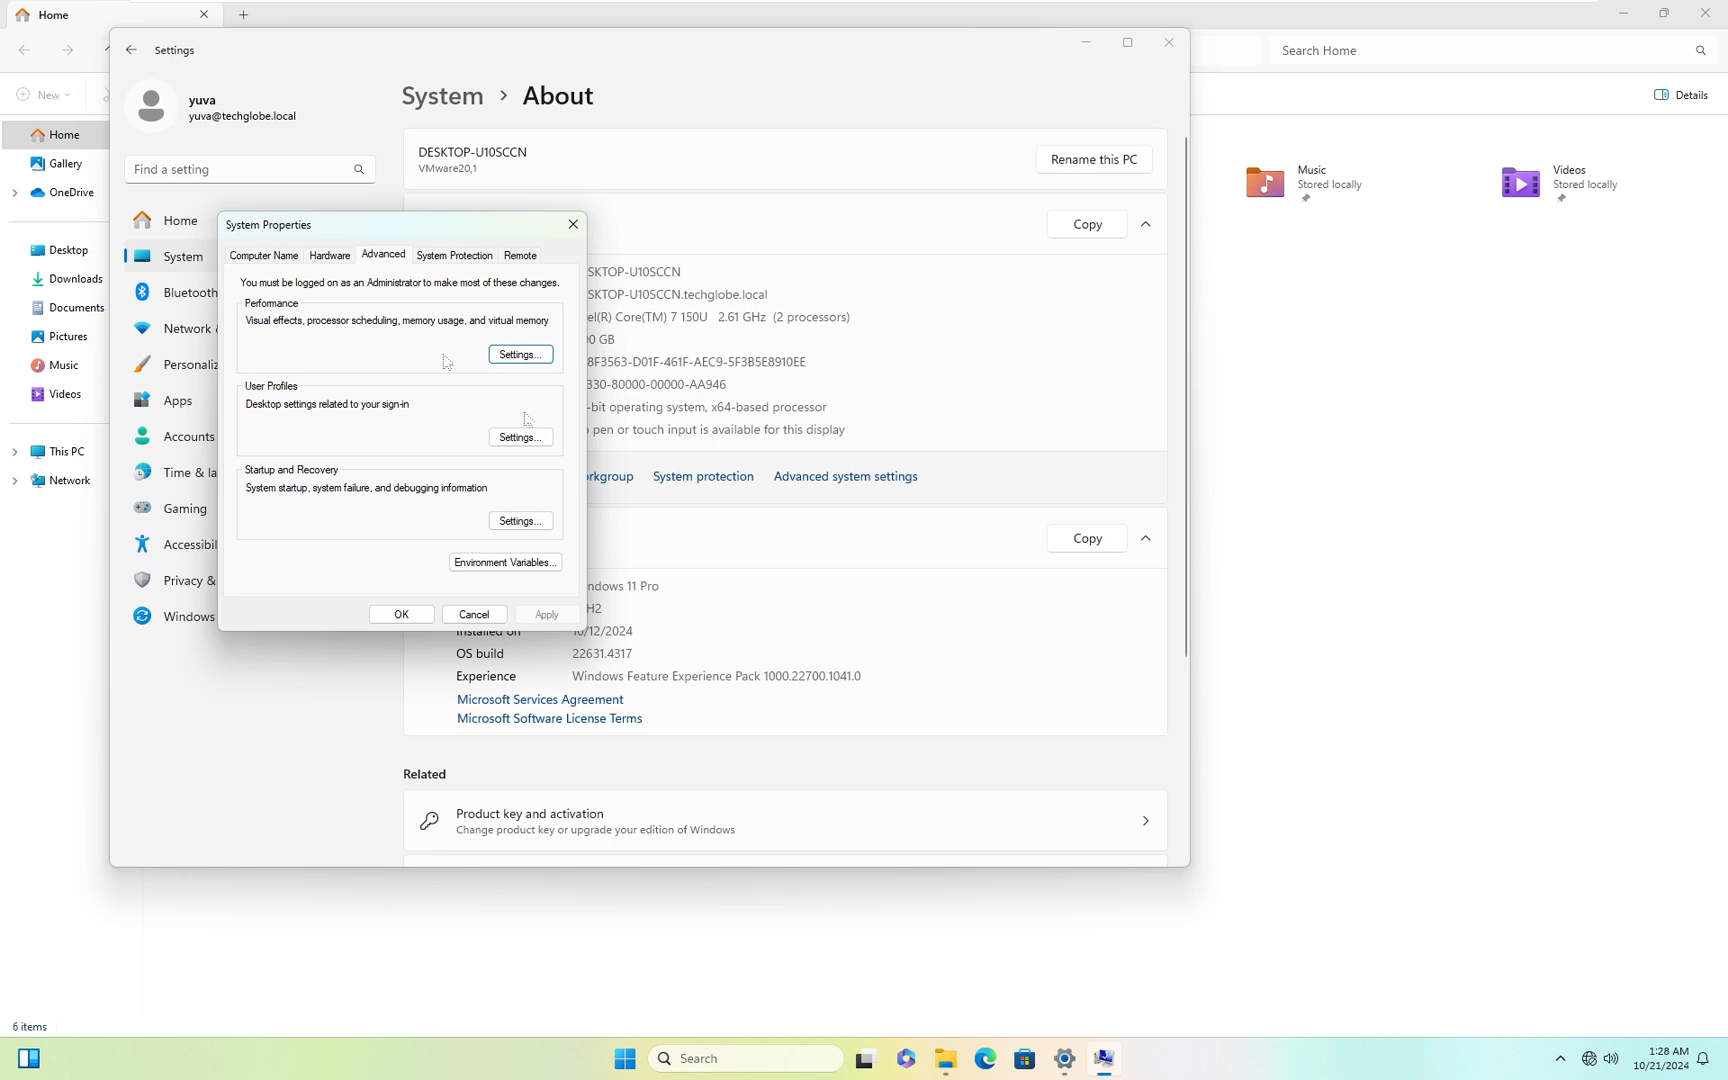 Home
Search Home
New
Details
Home
Gallery
OneDrive
Desktop
Downloads
Documents
Pictures
Music
Videos
This PC
Network
6 items
Music
Stored locally
Videos
Stored locally
Settings
yuva
yuva@techglobe.local
Find a setting
Home
System
Bluetooth
Network
Personaliz
Apps
Accounts
Time & la
Gaming
Accessibil
Privacy &
Windows
System > About
DESKTOP-U10SCCN
VMware20,1
Rename this PC
Copy
SKTOP-U10SCCN
SKTOP-U10SCCN.techglobe.local
el(R) Core(TM) 7 150U 2.61 GHz (2 processors)
00 GB
8F3563-D01F-461F-AEC9-5F3B5E8910EE
330-80000-00000-AA946
-bit operating system, x64-based processor
pen or touch input is available for this display
rkgroup System protection Advanced system settings
Copy
ndows 11 Pro
H2
Installed on 10/12/2024
OS build 22631.4317
Experience Windows Feature Experience Pack 1000.22700.1041.0
Microsoft Services Agreement
Microsoft Software License Terms
Related
Product key and activation
Change product key or upgrade your edition of Windows
System Properties
Computer Name Hardware Advanced System Protection Remote
You must be logged on as an Administrator to make most of these changes.
Performance
Visual effects, processor scheduling, memory usage, and virtual memory
Settings...
User Profiles
Desktop settings related to your sign-in
Settings...
Startup and Recovery
System startup, system failure, and debugging information
Settings...
Environment Variables...
OK Cancel Apply
Search
1:28 AM
10/21/2024